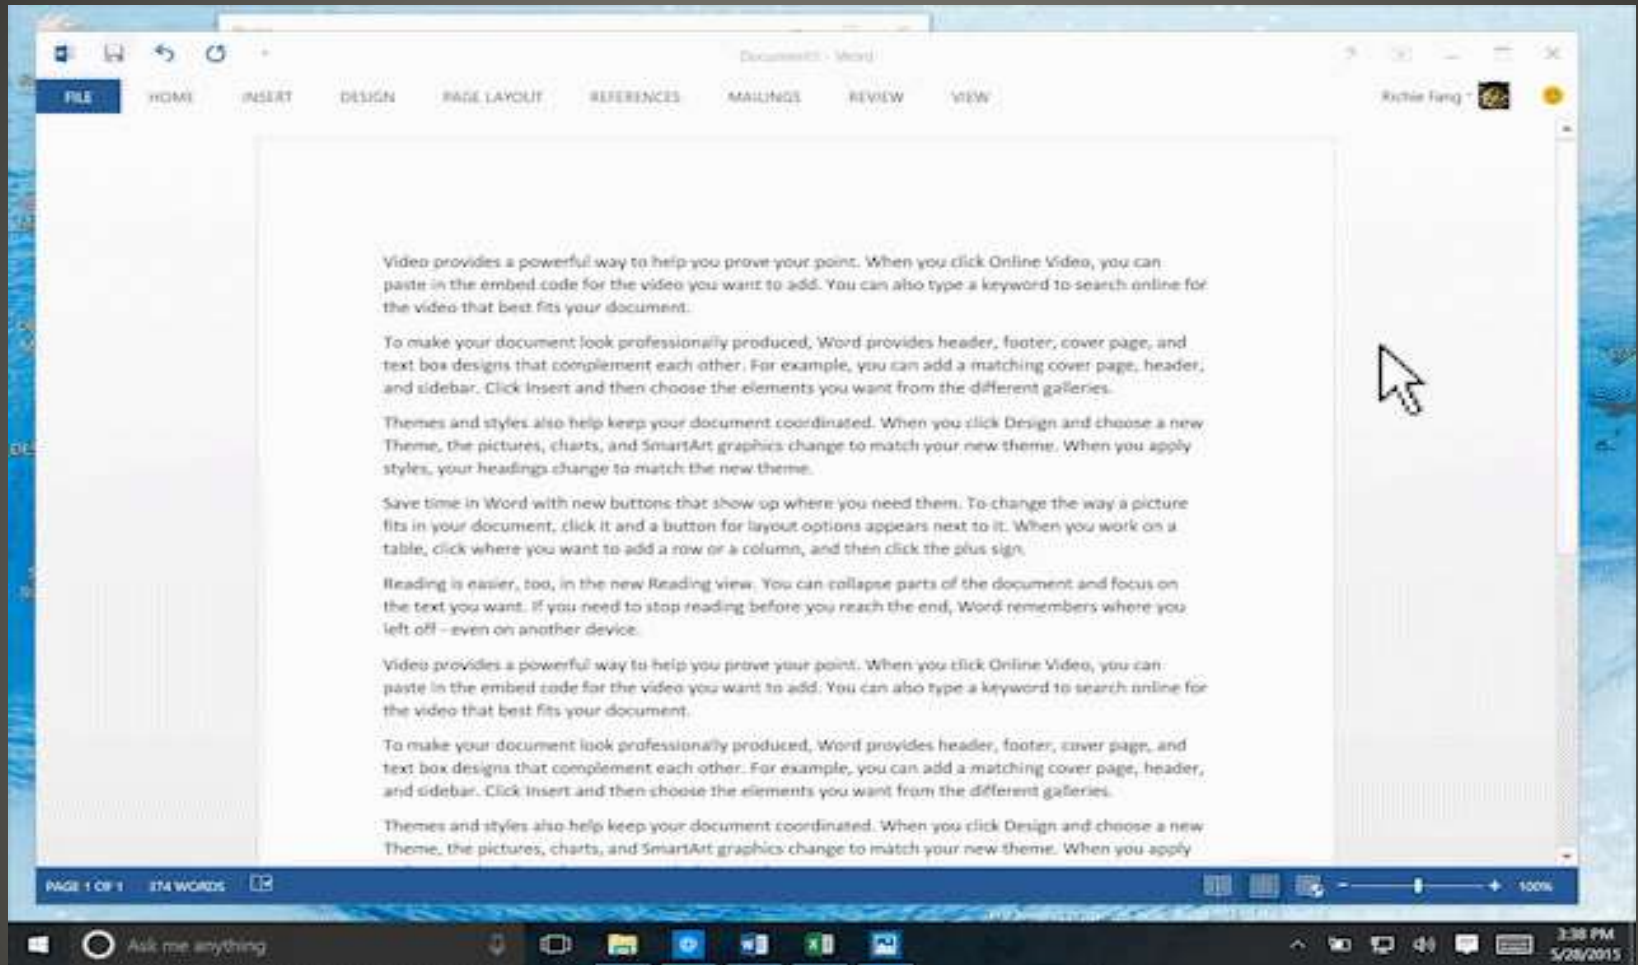 Document1 - Word
FILE HOME INSERT DESIGN PAGE LAYOUT REFERENCES MAILINGS REVIEW VIEW Richie Fang
Video provides a powerful way to help you prove your point. When you click Online Video, you can
paste in the embed code for the video you want to add. You can also type a keyword to search online for
the video that best fits your document.
To make your document look professionally produced, Word provides header, footer, cover page, and
text box designs that complement each other. For example, you can add a matching cover page, header,
and sidebar. Click Insert and then choose the elements you want from the different galleries.
Themes and styles also help keep your document coordinated. When you click Design and choose a new
Theme, the pictures, charts, and SmartArt graphics change to match your new theme. When you apply
styles, your headings change to match the new theme.
Save time in Word with new buttons that show up where you need them. To change the way a picture
fits in your document, click it and a button for layout options appears next to it. When you work on a
table, click where you want to add a row or a column, and then click the plus sign.
Reading is easier, too, in the new Reading view. You can collapse parts of the document and focus on
the text you want. If you need to stop reading before you reach the end, Word remembers where you
left off - even on another device.
Video provides a powerful way to help you prove your point. When you click Online Video, you can
paste in the embed code for the video you want to add. You can also type a keyword to search online for
the video that best fits your document.
To make your document look professionally produced, Word provides header, footer, cover page, and
text box designs that complement each other. For example, you can add a matching cover page, header,
and sidebar. Click Insert and then choose the elements you want from the different galleries.
Themes and styles also help keep your document coordinated. When you click Design and choose a new
Theme, the pictures, charts, and SmartArt graphics change to match your new theme. When you apply
PAGE 1 OF 1 374 WORDS 100%
Ask me anything 3:38 PM
5/28/2015